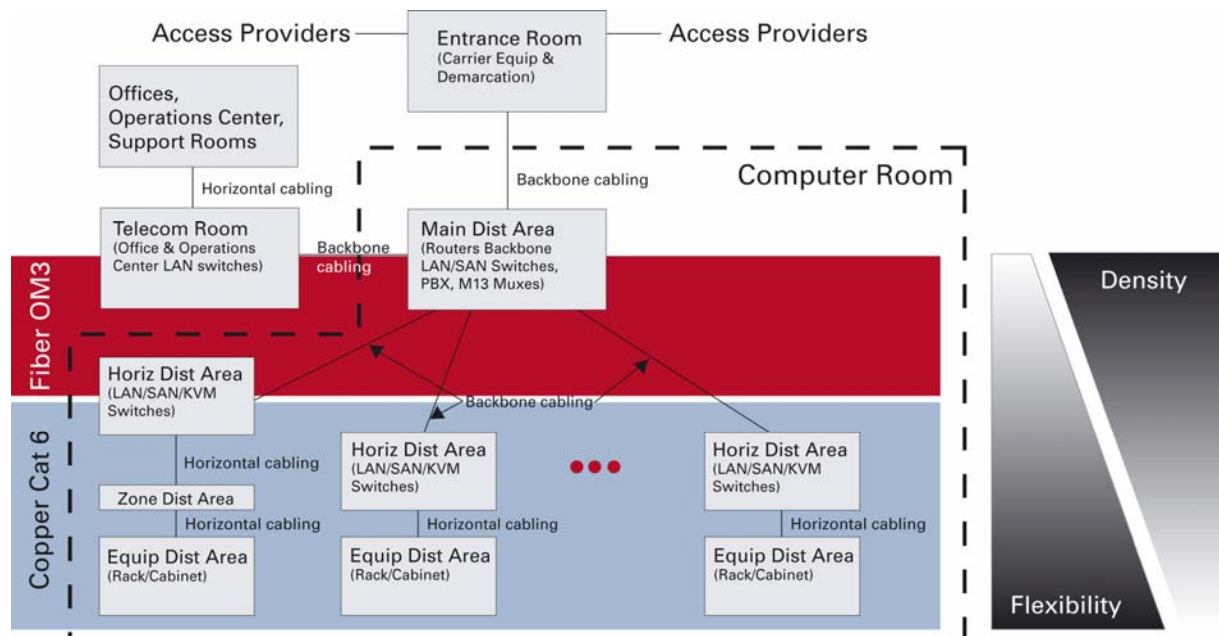 Access Providers
Entrance Room
(Carrier Equip &
Demarcation)
Access Providers
Offices,
Operations Center,
Support Rooms
Horizontal cabling
Backbone cabling
Computer Room
Telecom Room
(Office & Operations
Center LAN switches)
Backbone
cabling
Main Dist Area
(Routers Backbone
LAN/SAN Switches,
PBX, M13 Muxes)
Fiber OM3
Density
Horiz Dist Area
(LAN/SAN/KVM
Switches)
Backbone cabling
Copper Cat 6
Horizontal cabling
Zone Dist Area
Horizontal cabling
Equip Dist Area
(Rack/Cabinet)
Horiz Dist Area
(LAN/SAN/KVM
Switches)
Horizontal cabling
Equip Dist Area
(Rack/Cabinet)
Horiz Dist Area
(LAN/SAN/KVM
Switches)
Horizontal cabling
Equip Dist Area
(Rack/Cabinet)
Flexibility